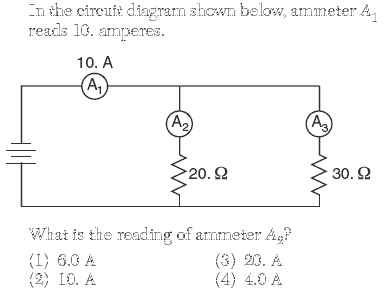 In the circuit diagram shown below, ammeter A₁
reads 10. amperes.
10. A
A₁
A₂
A₃
20. Ω
30. Ω
What is the reading of ammeter A₂?
(1) 6.0 A (3) 20. A
(2) 10. A (4) 4.0 A